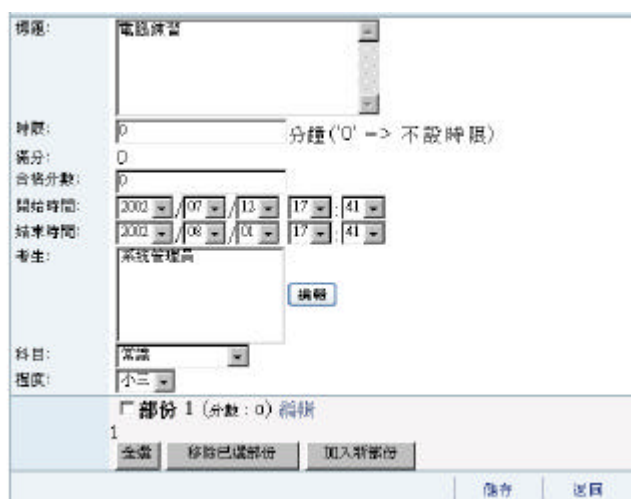 標題: 電腦練習
時限: 0 分鐘('0' => 不設時限)
滿分: 0
合格分數: 0
開始時間: 2002 / 07 / 12 17 : 41
結束時間: 2002 / 08 / 01 17 : 41
考生: 系統管理員 編輯
科目: 常識
程度: 小三
部份 1 (分數 : 0) 編輯
1
全選 移除已選部份 加入新部份
儲存 返回